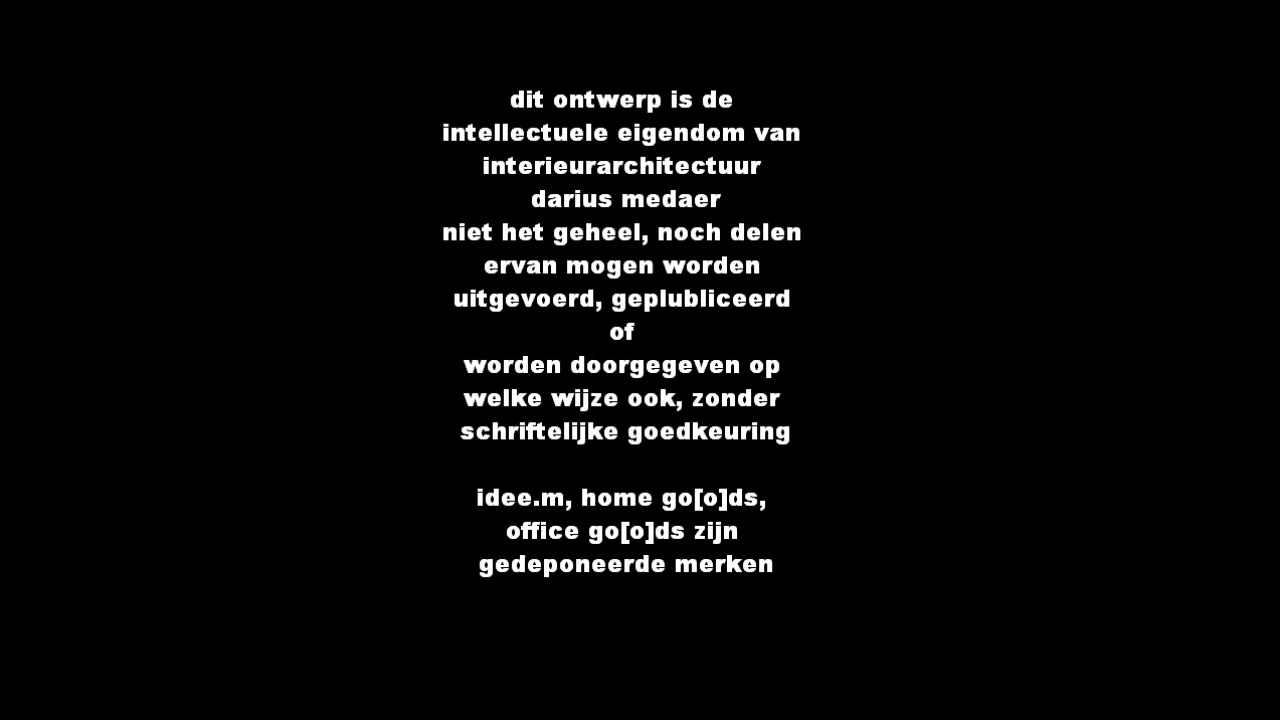 dit ontwerp is de
intellectuele eigendom van
interieurarchitectuur
darius medaer
niet het geheel, noch delen
ervan mogen worden
uitgevoerd, geplubliceerd
of
worden doorgegeven op
welke wijze ook, zonder
schriftelijke goedkeuring
idee.m, home go[o]ds,
office go[o]ds zijn
gedeponeerde merken